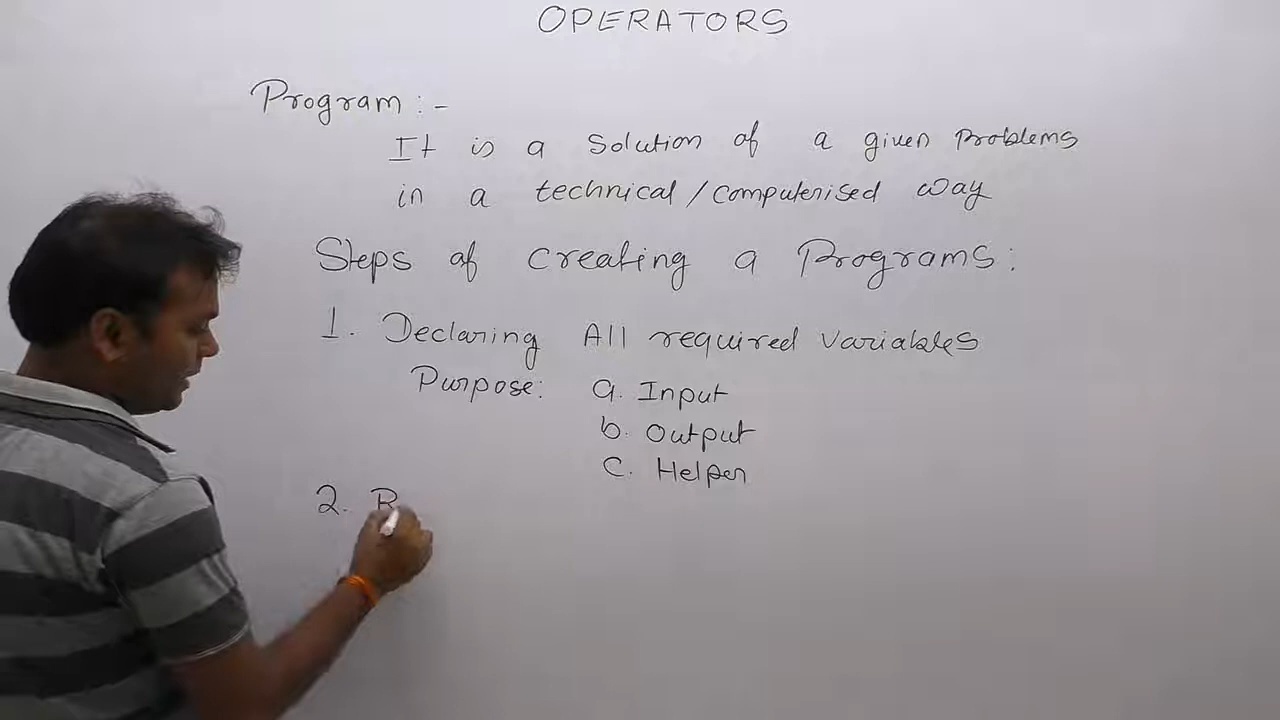 OPERATORS
Program :-
It is a Solution of a given Problems
in a technical/computerised way
Steps of creating a Programs :
1. Declaring All required variables
Purpose: a. Input
b. Output
c. Helper
2. R